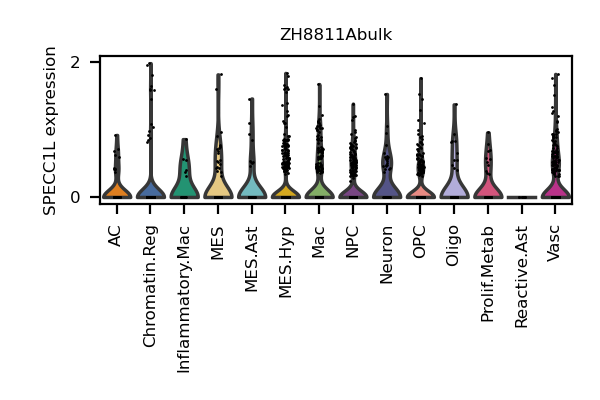 ZH8811Abulk
SPECC1L expression
2
0
AC
Chromatin.Reg
Inflammatory.Mac
MES
MES.Ast
MES.Hyp
Mac
NPC
Neuron
OPC
Oligo
Prolif.Metab
Reactive.Ast
Vasc